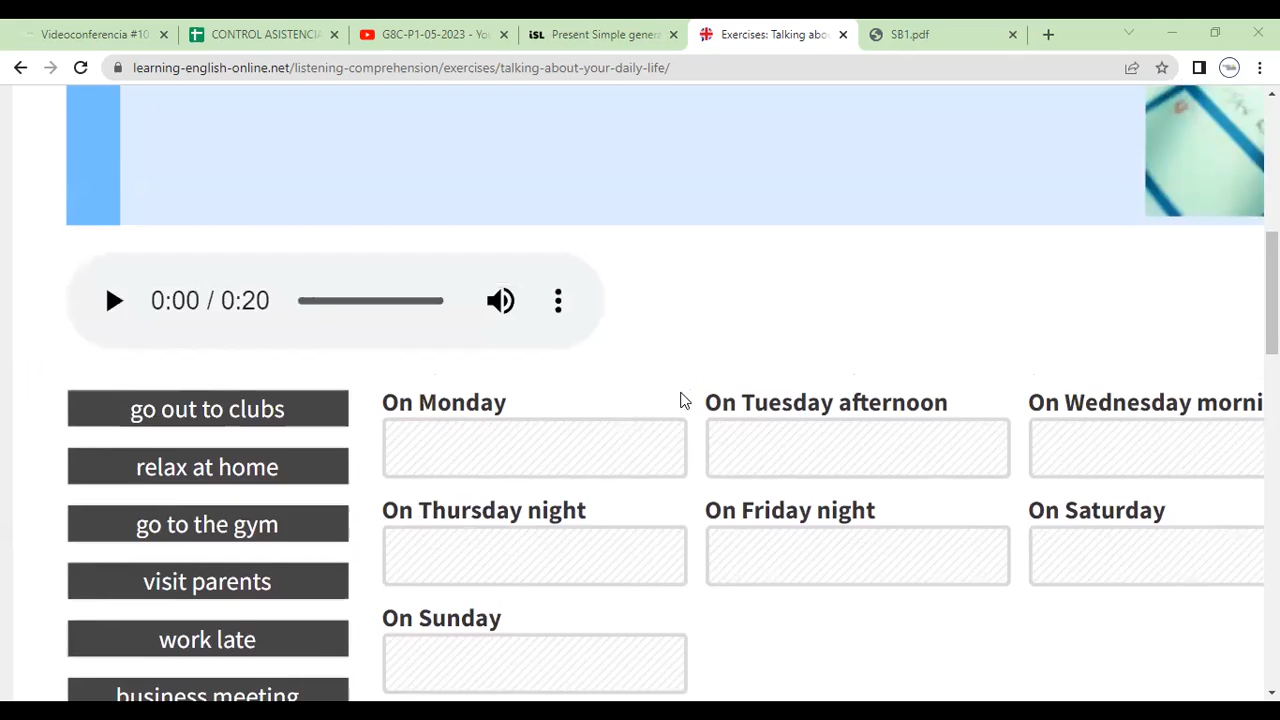 Videoconferencia #10
CONTROL ASISTENCIA
G8C-P1-05-2023 - Yo
iSL Present Simple genera
Exercises: Talking abou
SB1.pdf
learning-english-online.net/listening-comprehension/exercises/talking-about-your-daily-life/
0:00 / 0:20
go out to clubs
relax at home
go to the gym
visit parents
work late
business meeting
On Monday
On Tuesday afternoon
On Wednesday morni
On Thursday night
On Friday night
On Saturday
On Sunday